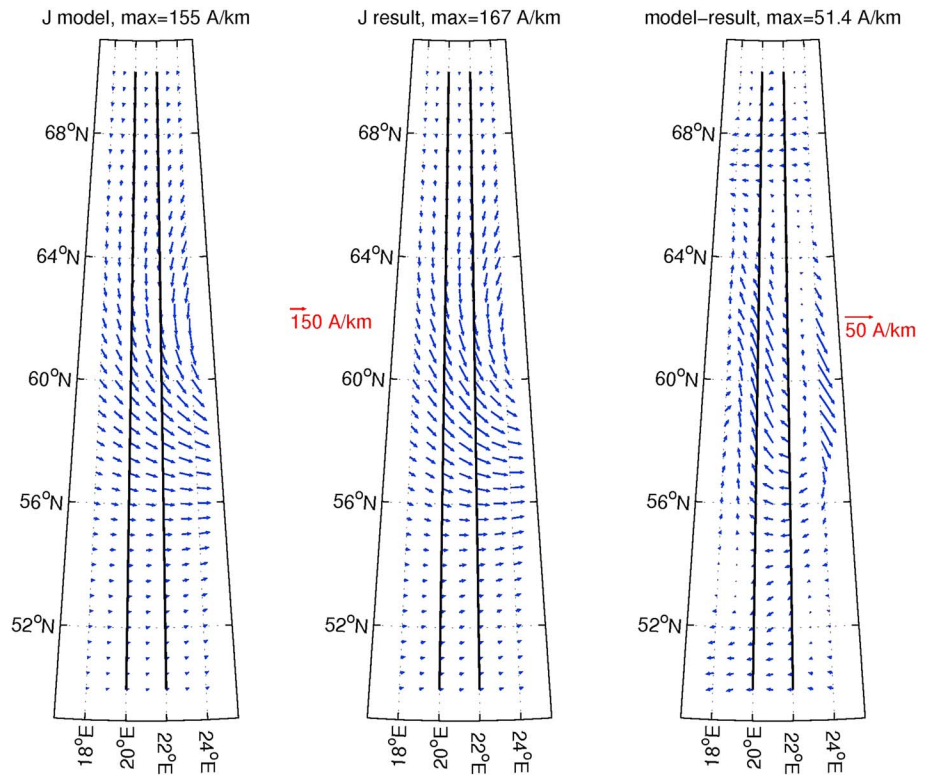 J model, max=155 A/km
J result, max=167 A/km
model−result, max=51.4 A/km
68°N
64°N
60°N
56°N
52°N
18°E
20°E
22°E
24°E
150 A/km
68°N
64°N
60°N
56°N
52°N
18°E
20°E
22°E
24°E
50 A/km
68°N
64°N
60°N
56°N
52°N
18°E
20°E
22°E
24°E